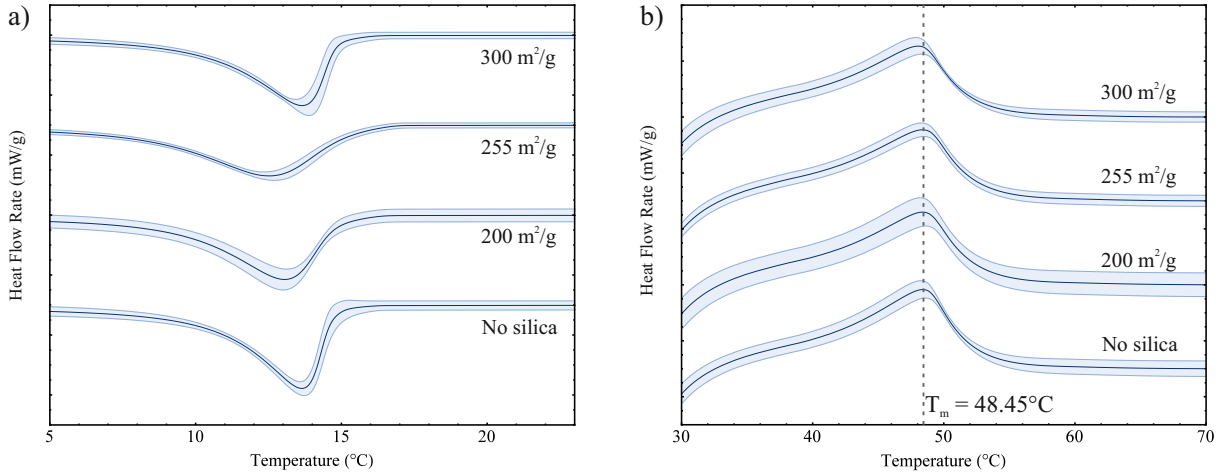 a)
300 m²/g
255 m²/g
200 m²/g
No silica
Heat Flow Rate (mW/g)
5
10
15
20
Temperature (°C)
b)
300 m²/g
255 m²/g
200 m²/g
No silica
Tₘ = 48.45°C
Heat Flow Rate (mW/g)
30
40
50
60
70
Temperature (°C)